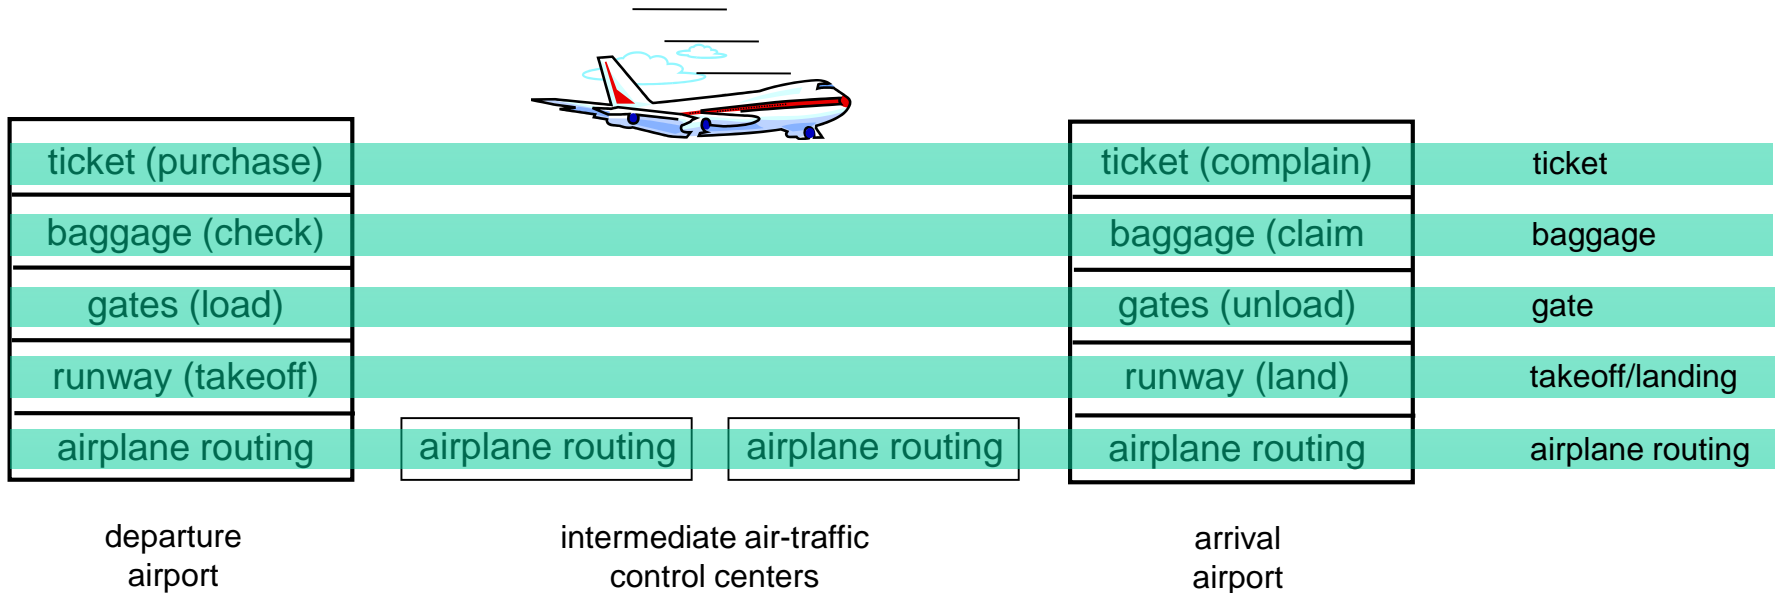 ticket (purchase) ticket (complain) ticket
baggage (check) baggage (claim baggage
gates (load) gates (unload) gate
runway (takeoff) runway (land) takeoff/landing
airplane routing airplane routing airplane routing airplane routing airplane routing
departure
airport
intermediate air-traffic
control centers
arrival
airport